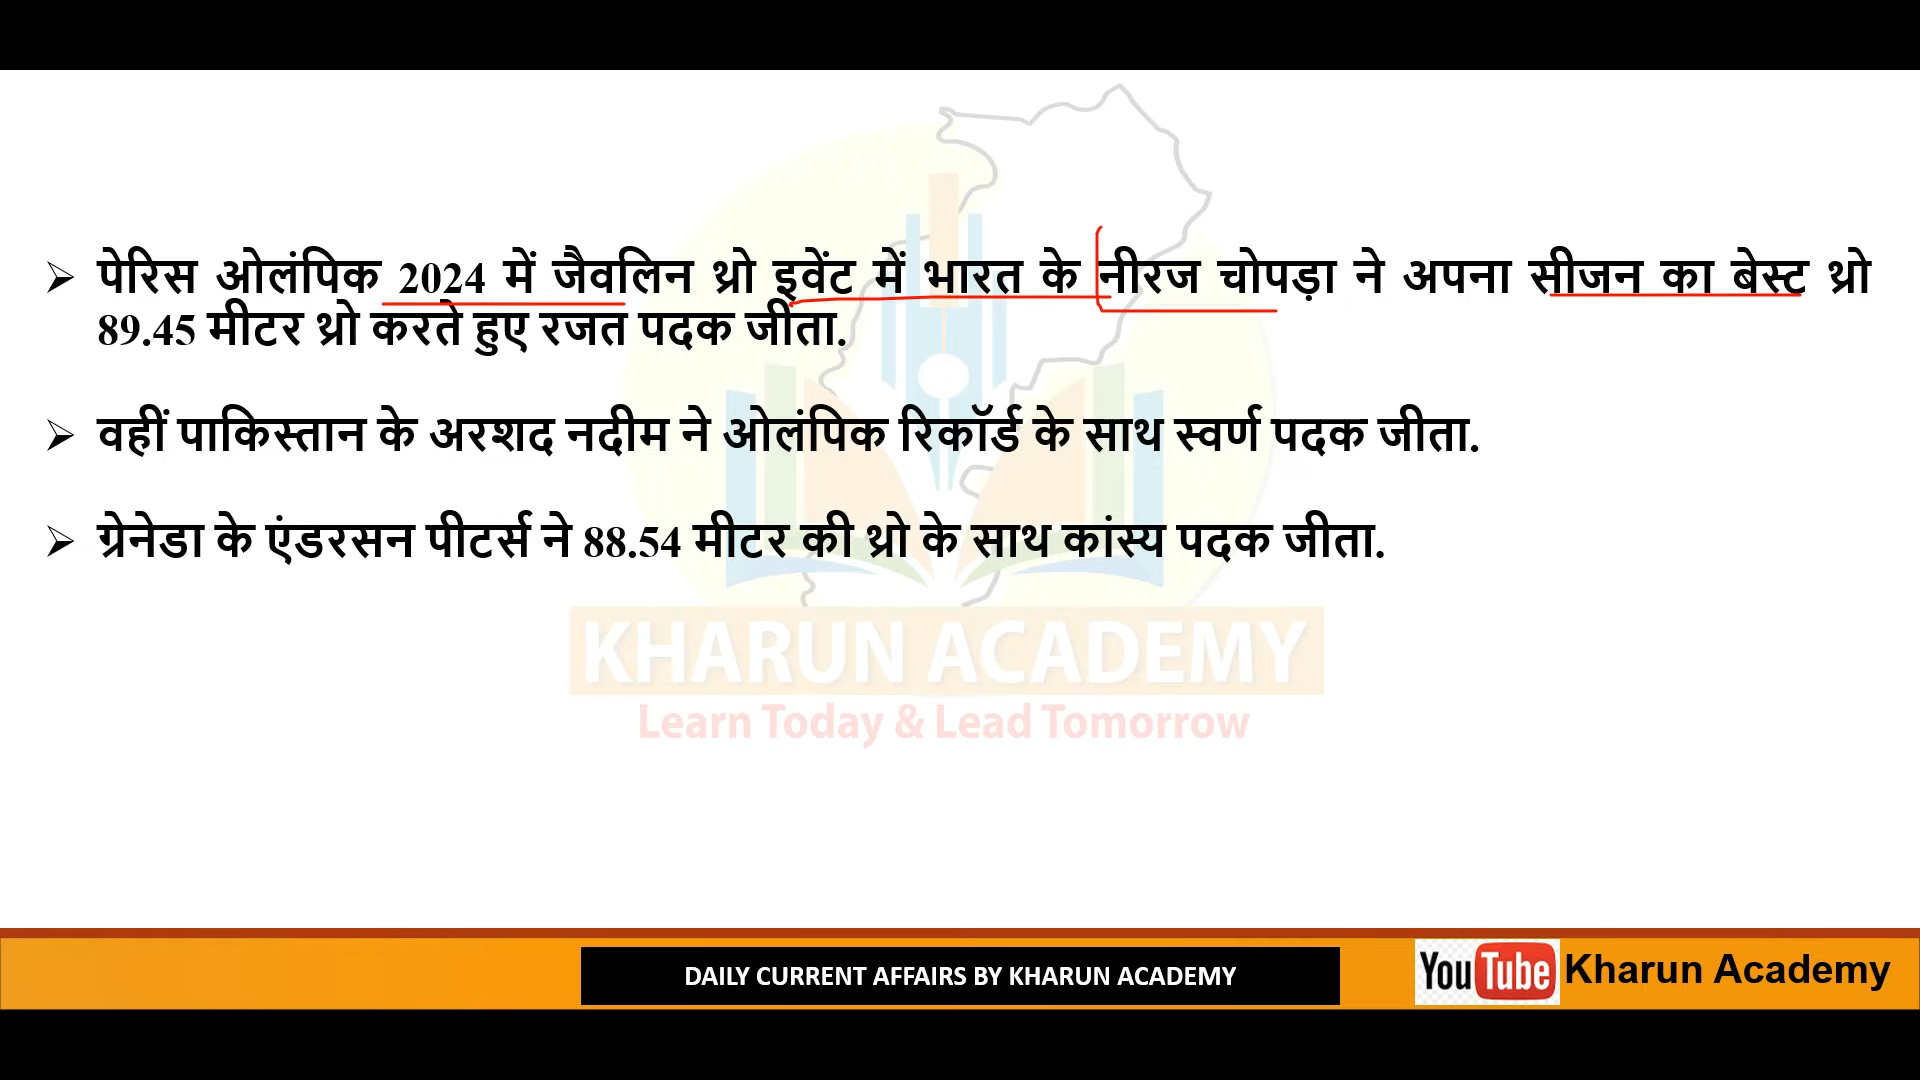 ➢ पेरिस ओलंपिक 2024 में जैवलिन थ्रो इवेंट में भारत के नीरज चोपड़ा ने अपना सीजन का बेस्ट थ्रो
89.45 मीटर थ्रो करते हुए रजत पदक जीता.
➢ वहीं पाकिस्तान के अरशद नदीम ने ओलंपिक रिकॉर्ड के साथ स्वर्ण पदक जीता.
➢ ग्रेनेडा के एंडरसन पीटर्स ने 88.54 मीटर की थ्रो के साथ कांस्य पदक जीता.
KHARUN ACADEMY
Learn Today & Lead Tomorrow
DAILY CURRENT AFFAIRS BY KHARUN ACADEMY
YouTube Kharun Academy